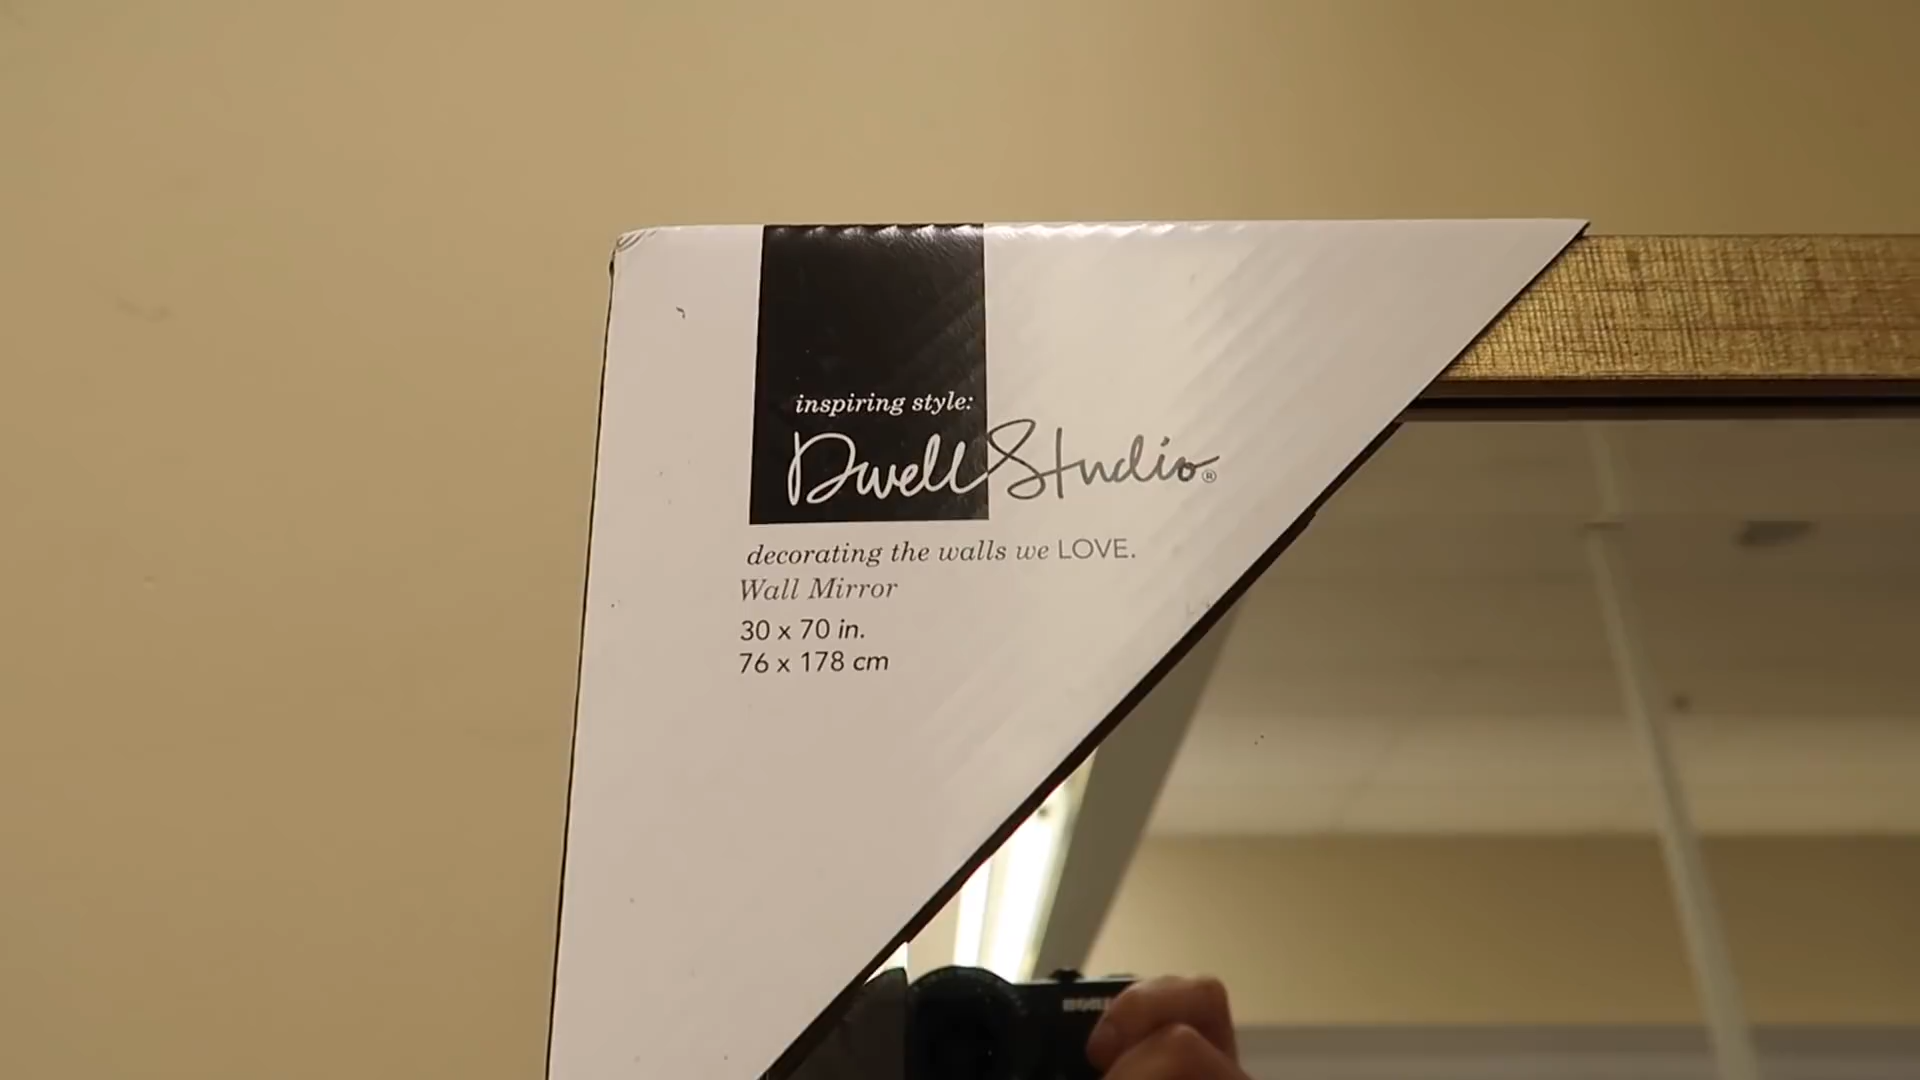 inspiring style:
DwellStudio®
decorating the walls we LOVE.
Wall Mirror
30 x 70 in.
76 x 178 cm